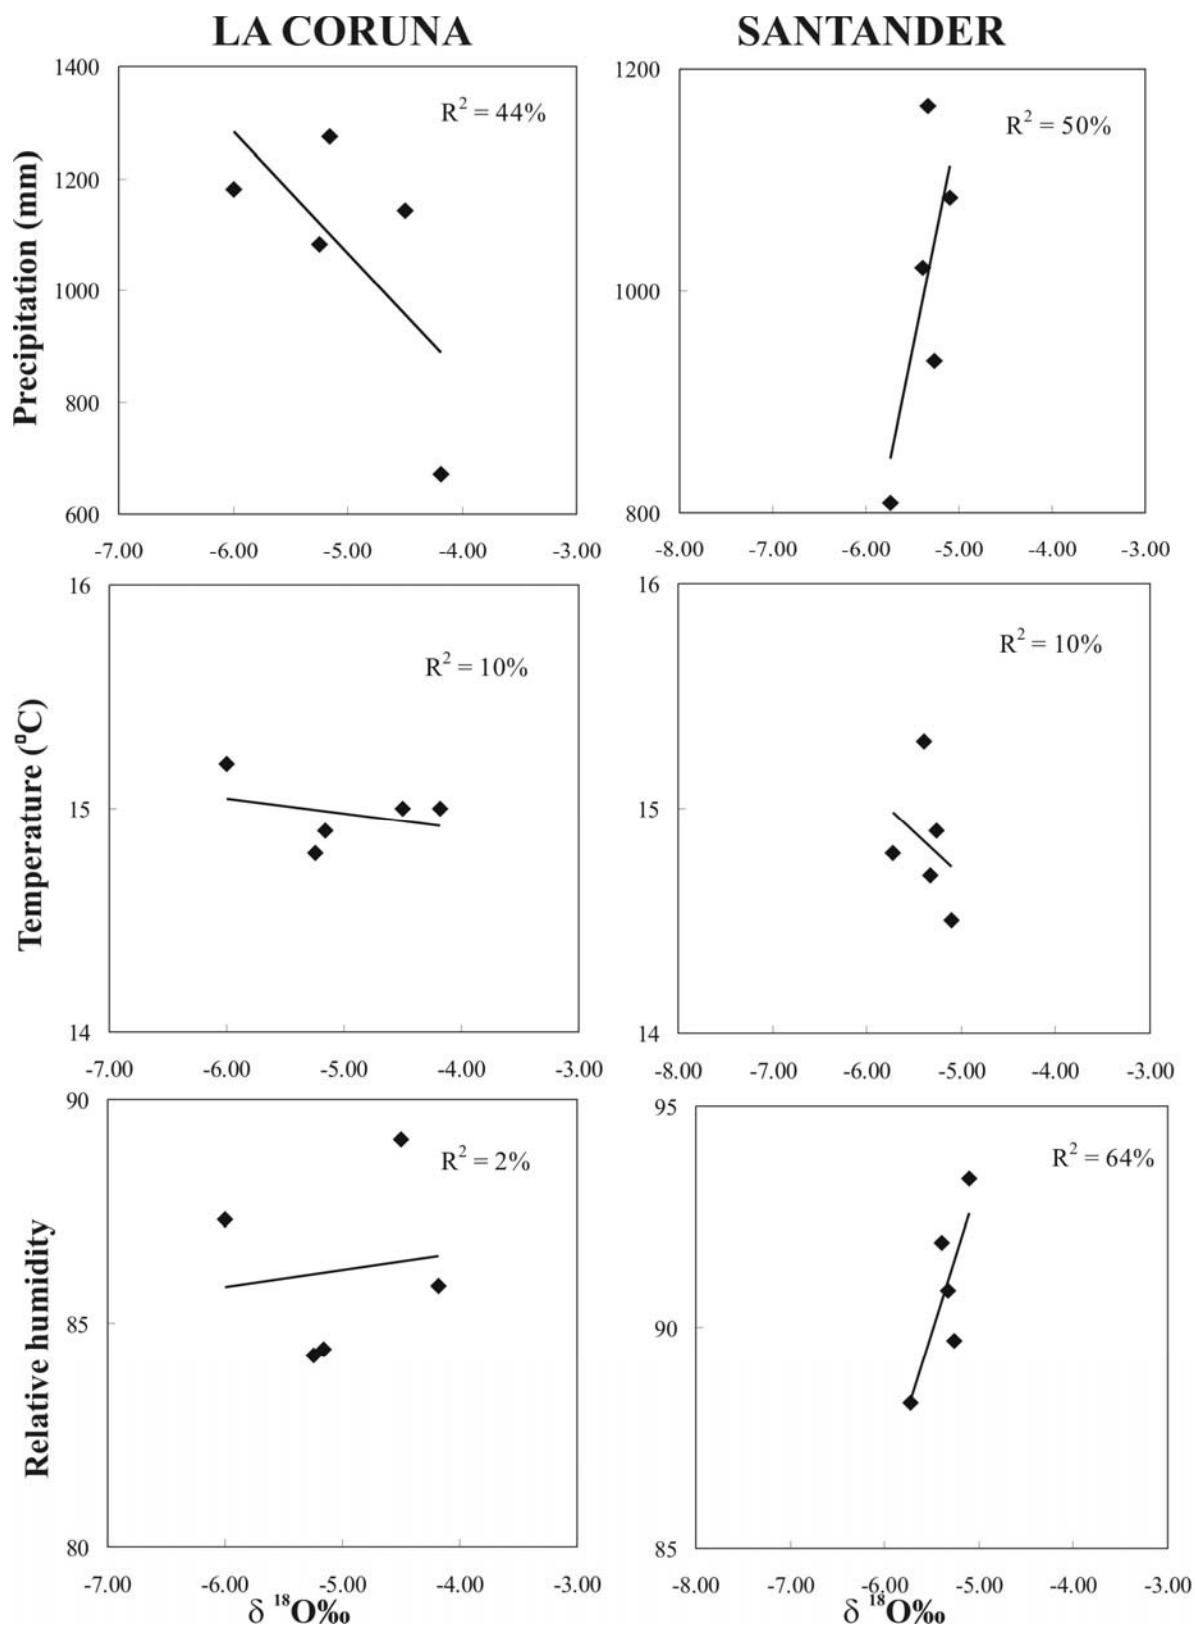 LA CORUNA
SANTANDER
Precipitation (mm)
1400
1200
1000
800
600
R² = 44%
-7.00 -6.00 -5.00 -4.00 -3.00
1200
1000
800
R² = 50%
-8.00 -7.00 -6.00 -5.00 -4.00 -3.00
Temperature (ºC)
16
15
14
R² = 10%
-7.00 -6.00 -5.00 -4.00 -3.00
16
15
14
R² = 10%
-8.00 -7.00 -6.00 -5.00 -4.00 -3.00
Relative humidity
90
85
80
R² = 2%
-7.00 -6.00 -5.00 -4.00 -3.00
δ ¹⁸O‰
95
90
85
R² = 64%
-8.00 -7.00 -6.00 -5.00 -4.00 -3.00
δ ¹⁸O‰